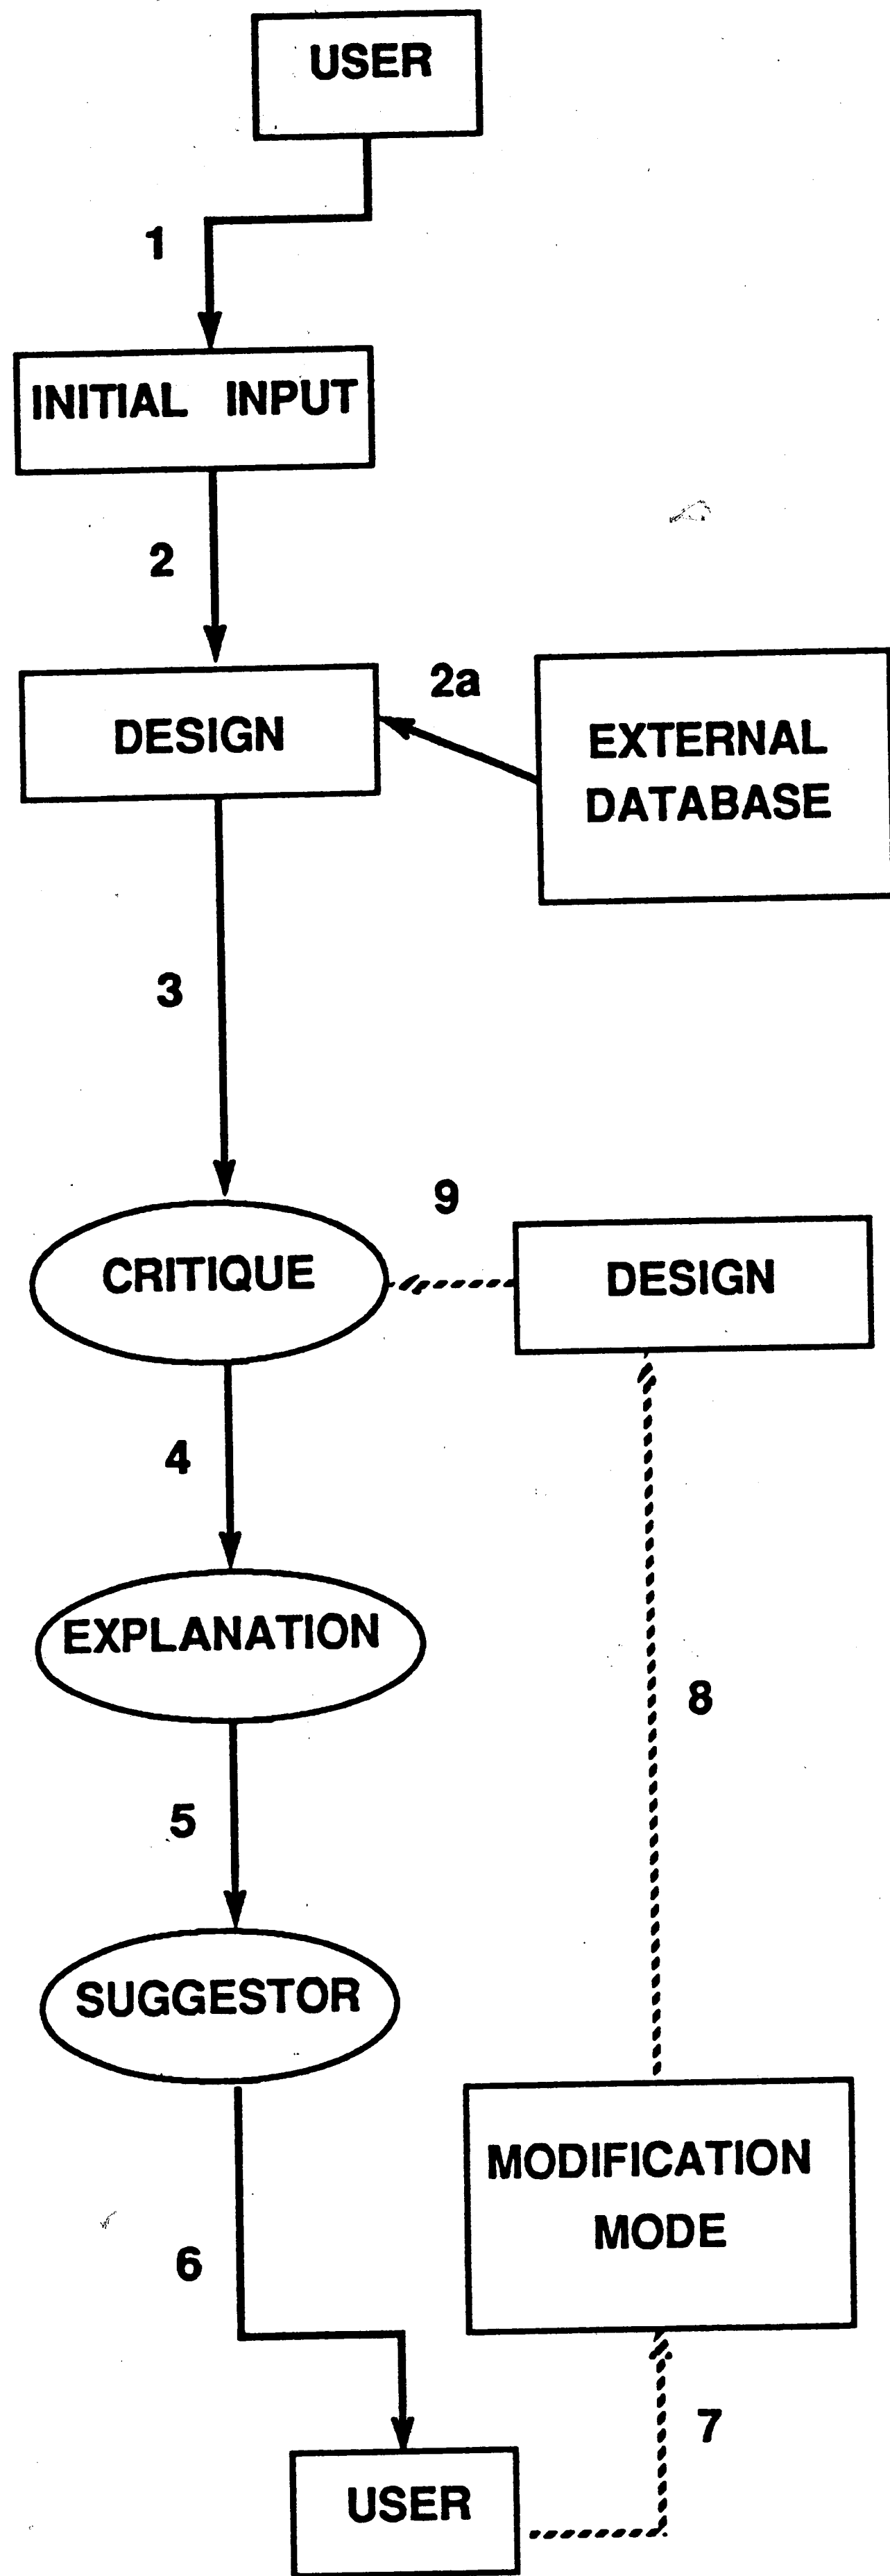 USER
1
INITIAL INPUT
2
2a
DESIGN
EXTERNAL
DATABASE
3
9
CRITIQUE
DESIGN
4
EXPLANATION
8
5
SUGGESTOR
MODIFICATION
MODE
6
7
USER